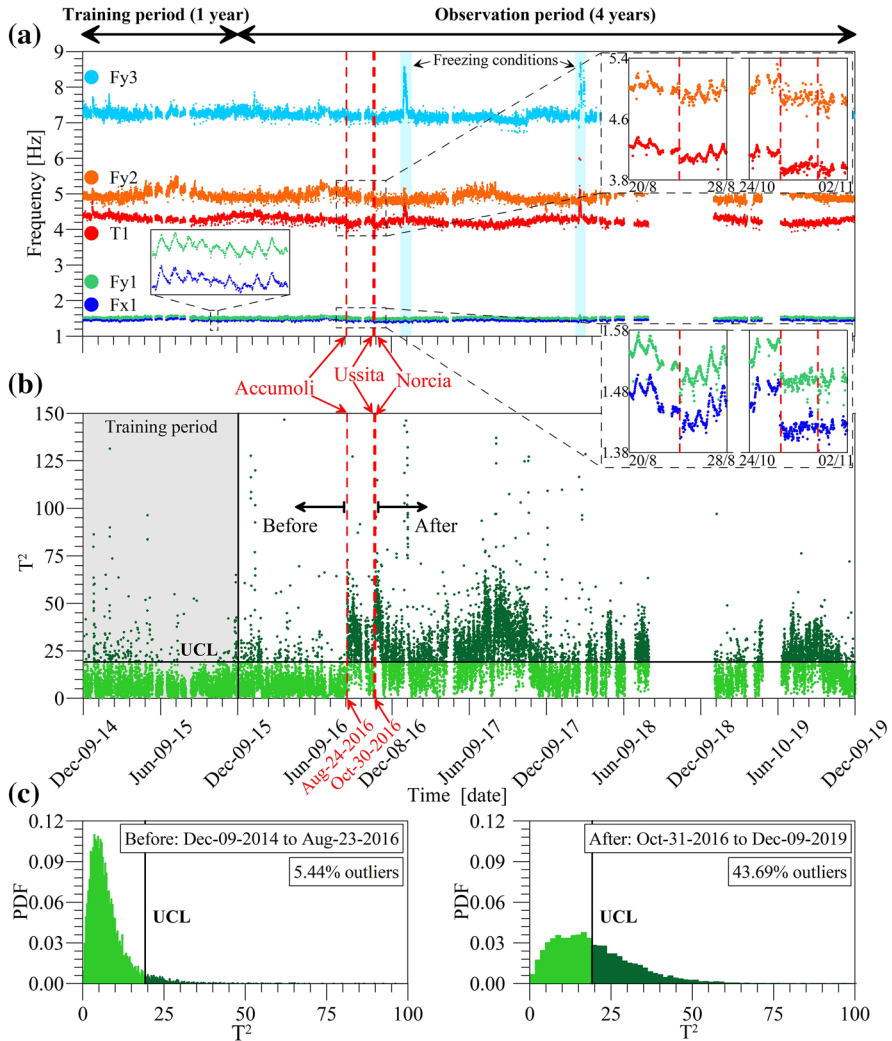 Training period (1 year)
Observation period (4 years)
(a)
9
8
7
6
5
4
3
2
1
Frequency [Hz]
Fy3
Fy2
T1
Fy1
Fx1
Freezing conditions
5.4
4.6
3.8
20/8
28/8
24/10
02/11
1.58
1.48
1.38
20/8
28/8
24/10
02/11
Accumoli
Ussita
Norcia
(b)
150
125
100
75
50
25
0
T²
Training period
Before
After
UCL
Dec-09-14
Jun-09-15
Dec-09-15
Jun-09-16
Aug-24-2016
Oct-30-2016
Dec-08-16
Jun-09-17
Dec-09-17
Jun-09-18
Dec-09-18
Jun-10-19
Dec-09-19
Time [date]
(c)
0.12
0.09
0.06
0.03
0.00
PDF
Before: Dec-09-2014 to Aug-23-2016
5.44% outliers
UCL
0
25
50
75
100
T²
0.12
0.09
0.06
0.03
0.00
PDF
After: Oct-31-2016 to Dec-09-2019
43.69% outliers
UCL
0
25
50
75
100
T²